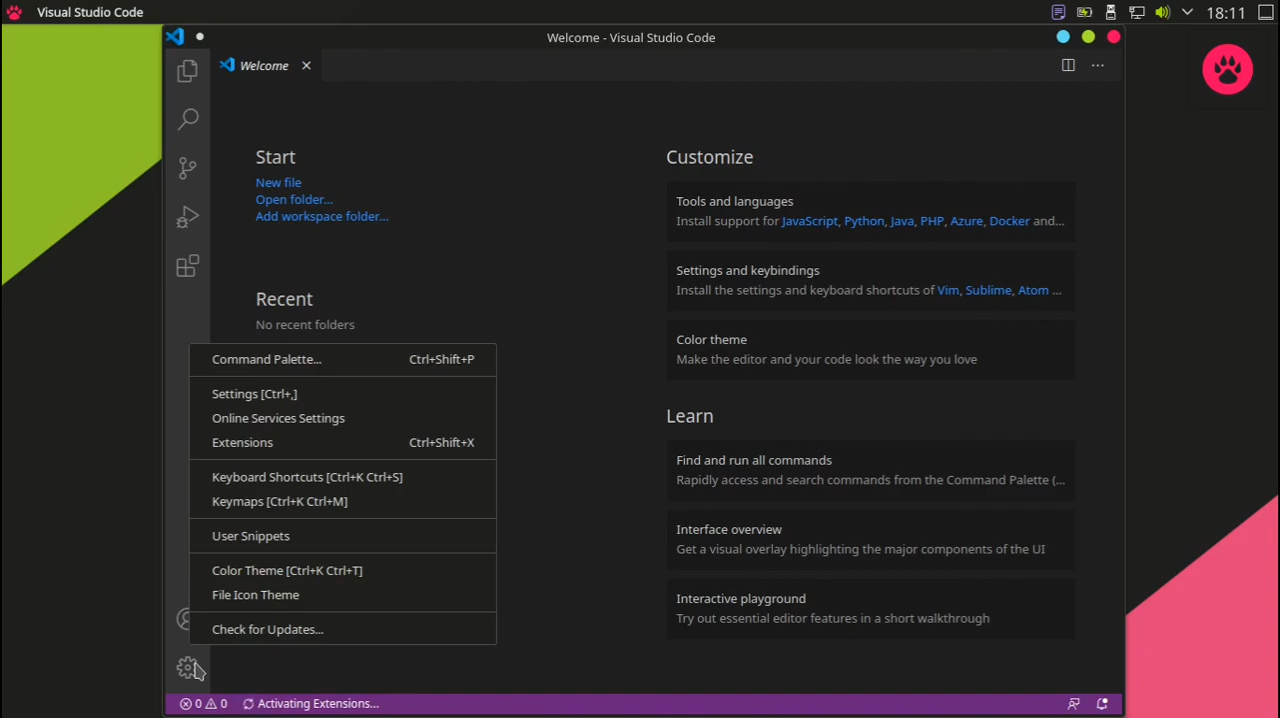 Visual Studio Code
18:11
Welcome - Visual Studio Code
Welcome
Start
New file
Open folder...
Add workspace folder...
Recent
No recent folders
Command Palette... Ctrl+Shift+P
Settings [Ctrl+,]
Online Services Settings
Extensions Ctrl+Shift+X
Keyboard Shortcuts [Ctrl+K Ctrl+S]
Keymaps [Ctrl+K Ctrl+M]
User Snippets
Color Theme [Ctrl+K Ctrl+T]
File Icon Theme
Check for Updates...
Customize
Tools and languages
Install support for JavaScript, Python, Java, PHP, Azure, Docker and...
Settings and keybindings
Install the settings and keyboard shortcuts of Vim, Sublime, Atom ...
Color theme
Make the editor and your code look the way you love
Learn
Find and run all commands
Rapidly access and search commands from the Command Palette (...
Interface overview
Get a visual overlay highlighting the major components of the UI
Interactive playground
Try out essential editor features in a short walkthrough
0 0 Activating Extensions...